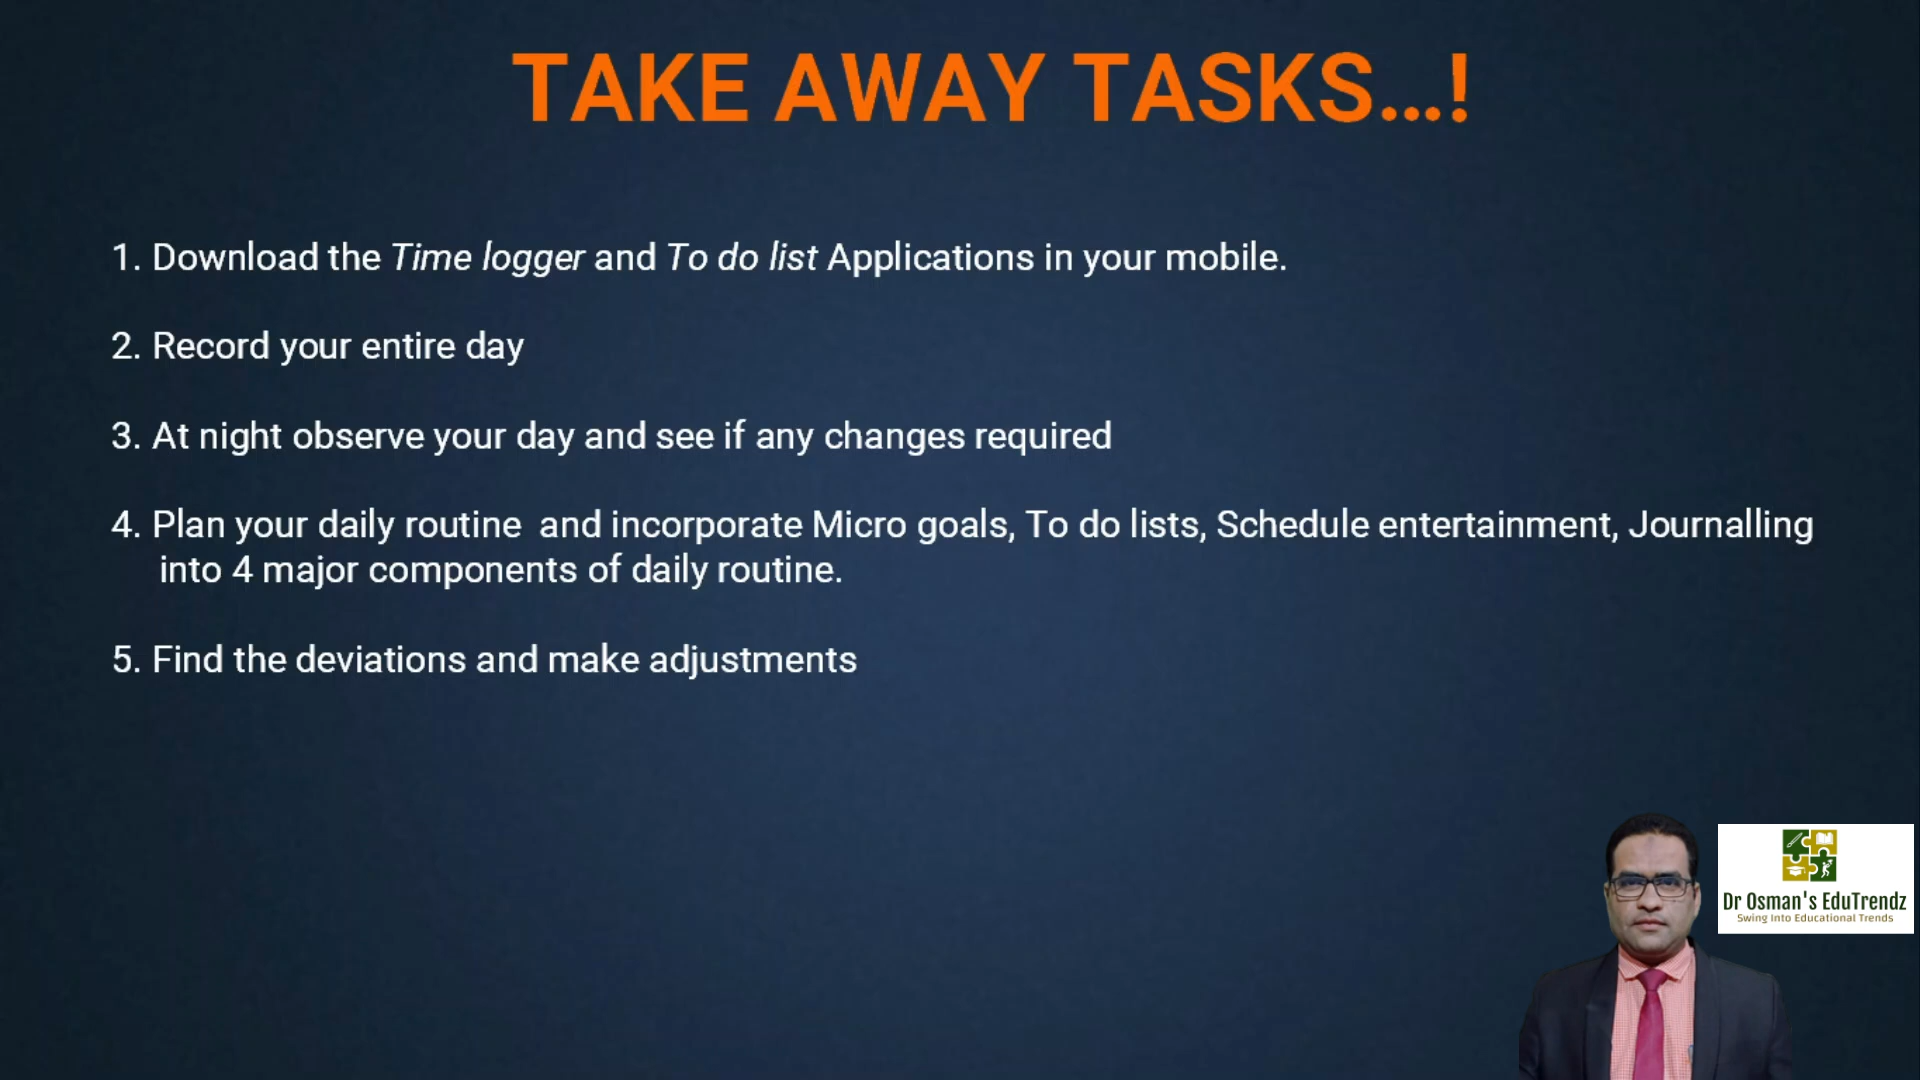 TAKE AWAY TASKS...!
1. Download the Time logger and To do list Applications in your mobile.
2. Record your entire day
3. At night observe your day and see if any changes required
4. Plan your daily routine  and incorporate Micro goals, To do lists, Schedule entertainment, Journalling
into 4 major components of daily routine.
5. Find the deviations and make adjustments
Dr Osman's EduTrendz
Swing Into Educational Trends